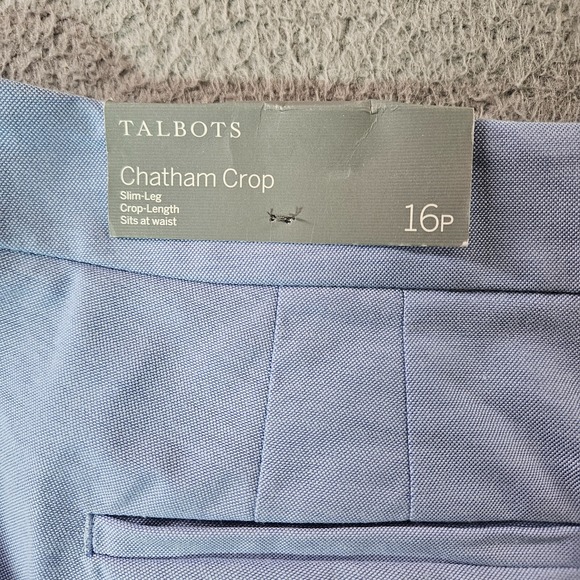 TALBOTS
Chatham Crop
Slim-Leg
Crop-Length
Sits at waist
16P